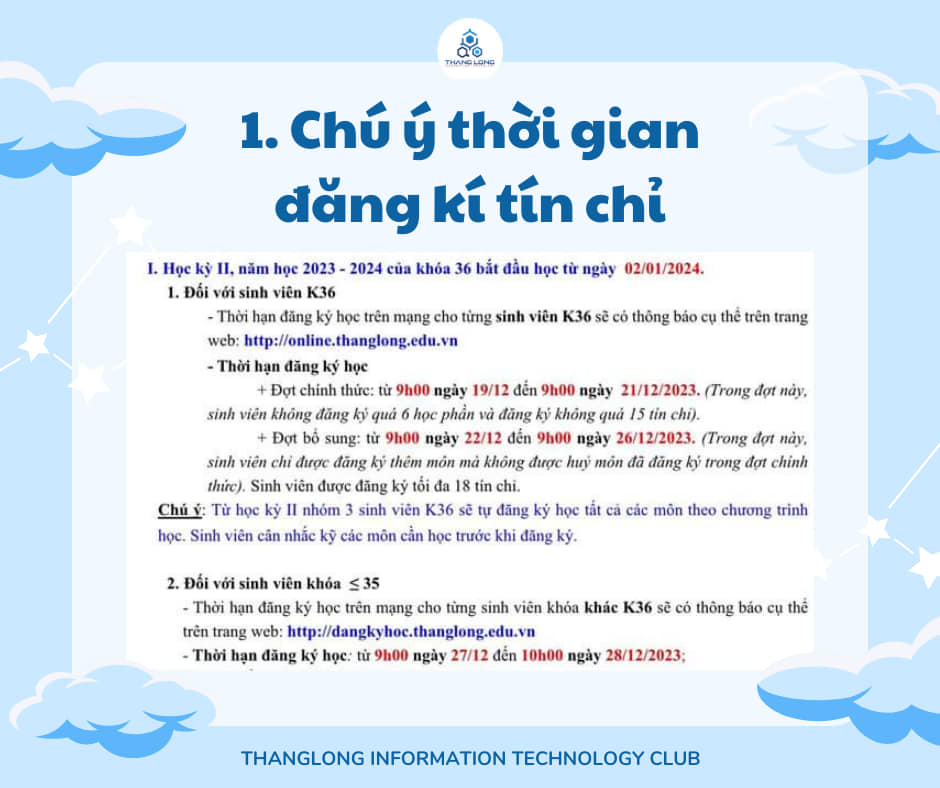 THANG LONG
1. Chú ý thời gian
đăng kí tín chỉ
I. Học kỳ II, năm học 2023 - 2024 của khóa 36 bắt đầu học từ ngày 02/01/2024.
1. Đối với sinh viên K36
- Thời hạn đăng ký học trên mạng cho từng sinh viên K36 sẽ có thông báo cụ thể trên trang
web: http://online.thanglong.edu.vn
- Thời hạn đăng ký học
+ Đợt chính thức: từ 9h00 ngày 19/12 đến 9h00 ngày 21/12/2023. (Trong đợt này,
sinh viên không đăng ký quá 6 học phần và đăng ký không quá 15 tín chỉ).
+ Đợt bổ sung: từ 9h00 ngày 22/12 đến 9h00 ngày 26/12/2023. (Trong đợt này,
sinh viên chỉ được đăng ký thêm môn mà không được huỷ môn đã đăng ký trong đợt chính
thức). Sinh viên được đăng ký tối đa 18 tín chỉ.
Chú ý: Từ học kỳ II nhóm 3 sinh viên K36 sẽ tự đăng ký học tất cả các môn theo chương trình
học. Sinh viên cân nhắc kỹ các môn cần học trước khi đăng ký.
2. Đối với sinh viên khóa ≤ 35
- Thời hạn đăng ký học trên mạng cho từng sinh viên khóa khác K36 sẽ có thông báo cụ thể
trên trang web: http://dangkyhoc.thanglong.edu.vn
- Thời hạn đăng ký học: từ 9h00 ngày 27/12 đến 10h00 ngày 28/12/2023;
THANGLONG INFORMATION TECHNOLOGY CLUB